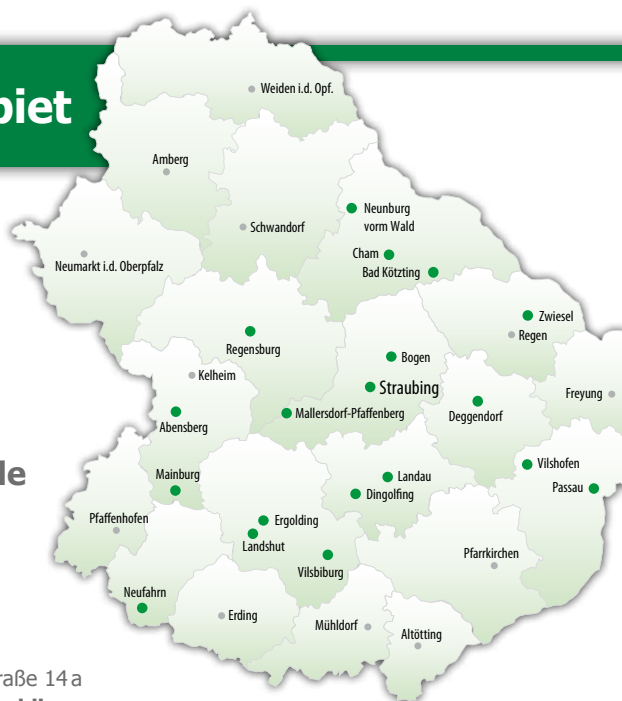 biet
Weiden i.d. Opf.
Amberg
Neunburg
vorm Wald
Schwandorf
Cham
Neumarkt i.d. Oberpfalz
Bad Kötzting
Zwiesel
Regen
Regensburg
Bogen
Kelheim
Straubing
Freyung
Mallersdorf-Pfaffenberg
Deggendorf
Abensberg
le
Mainburg
Landau
Vilshofen
Dingolfing
Passau
Pfaffenhofen
Ergolding
Landshut
Pfarrkirchen
Vilsbiburg
Neufahrn
Erding
Mühldorf
Altötting
raße 14 a